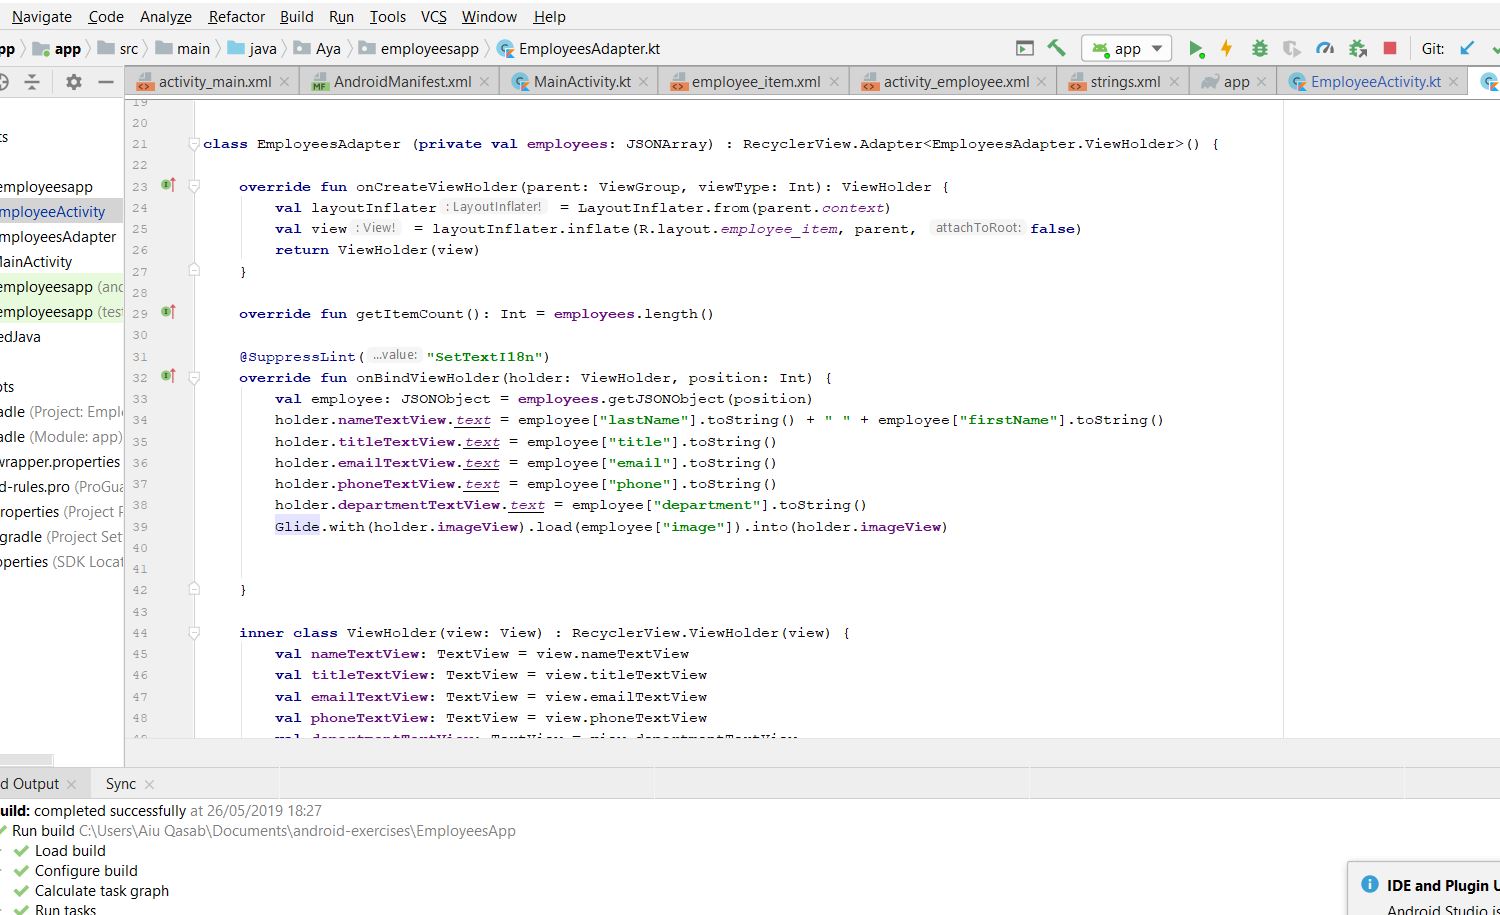 Navigate Code Analyze Refactor Build Run Tools VCS Window Help
app src main java Aya employeesapp EmployeesAdapter.kt app Git:
activity_main.xml AndroidManifest.xml MainActivity.kt employee_item.xml activity_employee.xml strings.xml app EmployeeActivity.kt
19
20
21 class EmployeesAdapter (private val employees: JSONArray) : RecyclerView.Adapter<EmployeesAdapter.ViewHolder>() {
22
23 override fun onCreateViewHolder(parent: ViewGroup, viewType: Int): ViewHolder {
24 val layoutInflater : LayoutInflater! = LayoutInflater.from(parent.context)
25 val view : View! = layoutInflater.inflate(R.layout.employee_item, parent, attachToRoot: false)
26 return ViewHolder(view)
27 }
28
29 override fun getItemCount(): Int = employees.length()
30
31 @SuppressLint( ...value: "SetTextI18n")
32 override fun onBindViewHolder(holder: ViewHolder, position: Int) {
33 val employee: JSONObject = employees.getJSONObject(position)
34 holder.nameTextView.text = employee["lastName"].toString() + " " + employee["firstName"].toString()
35 holder.titleTextView.text = employee["title"].toString()
36 holder.emailTextView.text = employee["email"].toString()
37 holder.phoneTextView.text = employee["phone"].toString()
38 holder.departmentTextView.text = employee["department"].toString()
39 Glide.with(holder.imageView).load(employee["image"]).into(holder.imageView)
40
41
42 }
43
44 inner class ViewHolder(view: View) : RecyclerView.ViewHolder(view) {
45 val nameTextView: TextView = view.nameTextView
46 val titleTextView: TextView = view.titleTextView
47 val emailTextView: TextView = view.emailTextView
48 val phoneTextView: TextView = view.phoneTextView
employeesapp
mployeeActivity
mployeesAdapter
MainActivity
employeesapp (and
employeesapp (test
edJava
pts
adle (Project: Empl
adle (Module: app)
wrapper.properties
d-rules.pro (ProGua
roperties (Project P
gradle (Project Set
operties (SDK Locat
d Output Sync
uild: completed successfully at 26/05/2019 18:27
Run build C:\Users\Aiu Qasab\Documents\android-exercises\EmployeesApp
Load build
Configure build
Calculate task graph
Run tasks
IDE and Plugin U
Android Studio is